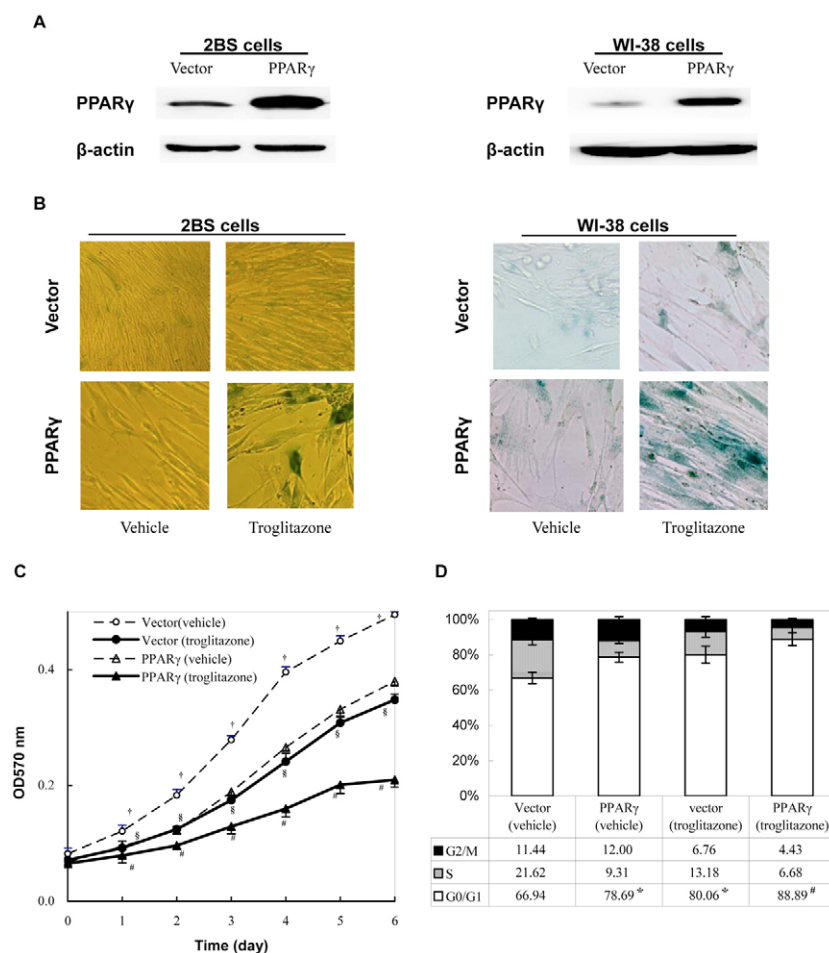 A
2BS cells
WI-38 cells
Vector PPARγ
Vector PPARγ
PPARγ
PPARγ
β-actin
β-actin
B
2BS cells
WI-38 cells
Vector
Vector
PPARγ
PPARγ
Vehicle Troglitazone
Vehicle Troglitazone
C
Vector(vehicle)
Vector (troglitazone)
PPARγ (vehicle)
PPARγ (troglitazone)
† † † † † †
§ § § § § §
# # # # # #
0.4
0.2
0.0
OD570 nm
0 1 2 3 4 5 6
Time (day)
D
100%
80%
60%
40%
20%
0%
Vector PPARγ vector PPARγ
(vehicle) (vehicle) (troglitazone) (troglitazone)
G2/M 11.44 12.00 6.76 4.43
S 21.62 9.31 13.18 6.68
G0/G1 66.94 78.69 * 80.06 * 88.89 #